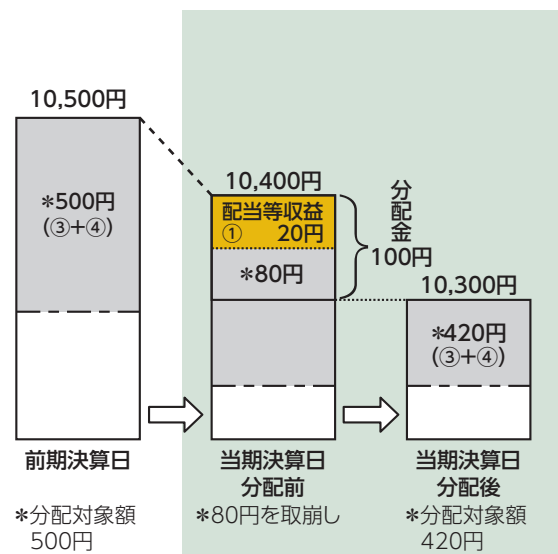 10,500円
*500円
(③+④)
前期決算日
*分配対象額
500円
10,400円
配当等収益
① 20円
*80円
分配金
100円
当期決算日
分配前
*80円を取崩し
10,300円
*420円
(③+④)
当期決算日
分配後
*分配対象額
420円